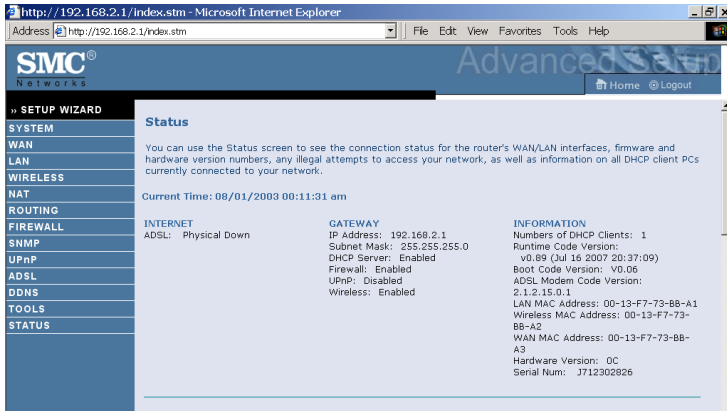 http://192.168.2.1/index.stm - Microsoft Internet Explorer
Address http://192.168.2.1/index.stm File Edit View Favorites Tools Help
SMC®
Networks
Advanced Setup
Home Logout
» SETUP WIZARD
SYSTEM
WAN
LAN
WIRELESS
NAT
ROUTING
FIREWALL
SNMP
UPnP
ADSL
DDNS
TOOLS
STATUS
Status
You can use the Status screen to see the connection status for the router's WAN/LAN interfaces, firmware and
hardware version numbers, any illegal attempts to access your network, as well as information on all DHCP client PCs
currently connected to your network.
Current Time: 08/01/2003 00:11:31 am
INTERNET
ADSL: Physical Down
GATEWAY
IP Address: 192.168.2.1
Subnet Mask: 255.255.255.0
DHCP Server: Enabled
Firewall: Enabled
UPnP: Disabled
Wireless: Enabled
INFORMATION
Numbers of DHCP Clients: 1
Runtime Code
Version:
v0.89 (Jul 16 2007 20:37:09)
Boot Code Version: V0.06
ADSL Modem Code Version:
2.1.2.15.0.1
LAN MAC Address: 00-13-F7-73-BB-A1
Wireless MAC Address: 00-13-F7-73-
BB-A2
WAN MAC Address: 00-13-F7-73-BB-
A3
Hardware Version: 0C
Serial Num: J712302826